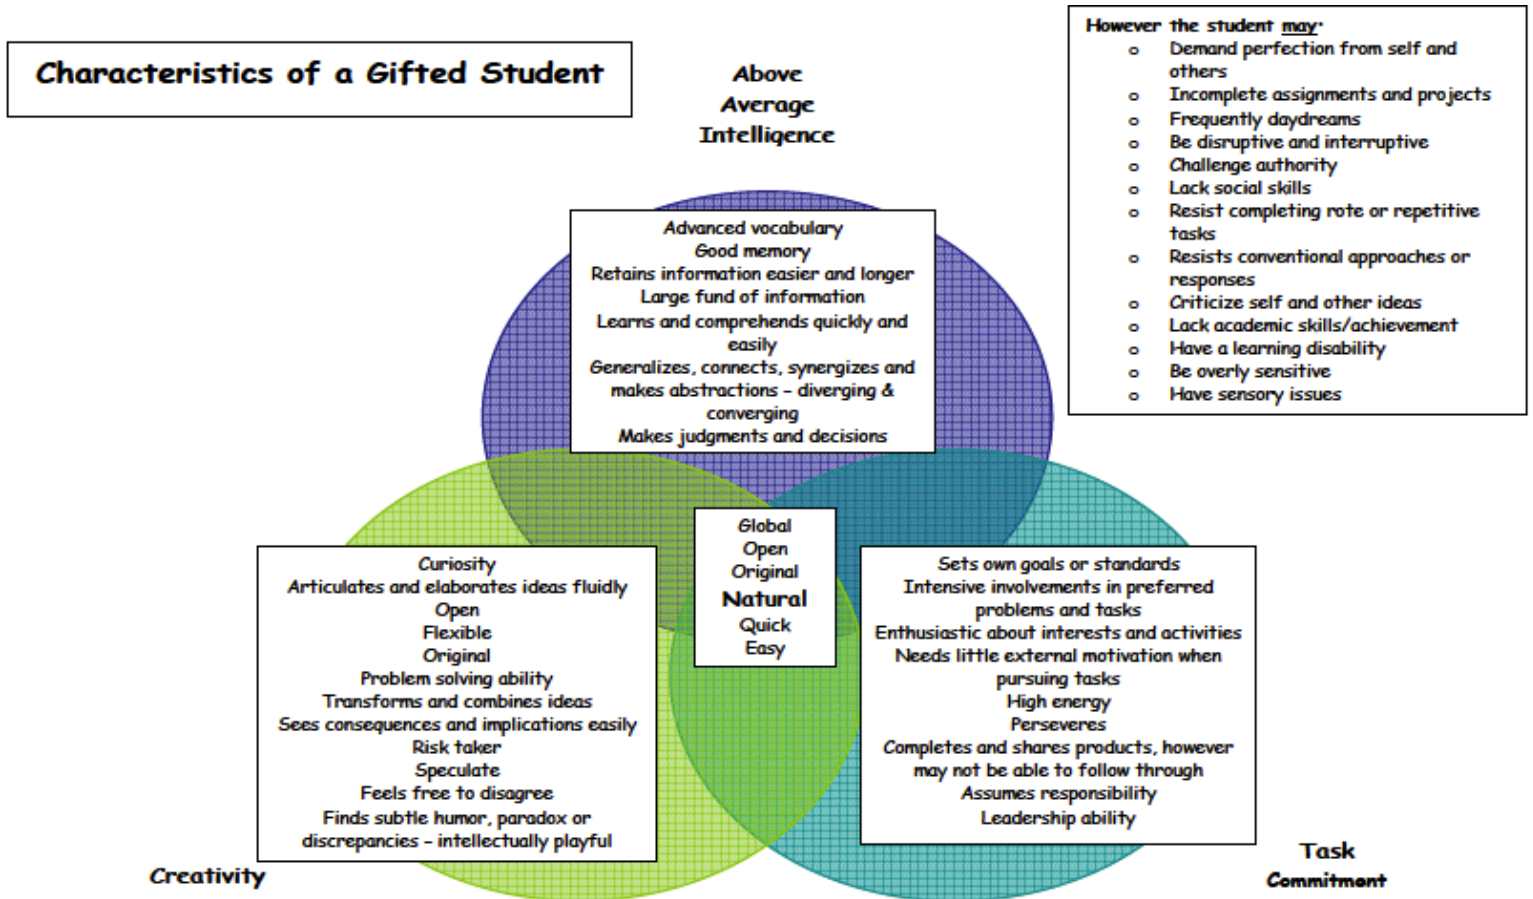 Characteristics of a Gifted Student
Above
Average
Intelligence
However the student may:
o Demand perfection from self and
others
o Incomplete assignments and projects
o Frequently daydreams
o Be disruptive and interruptive
o Challenge authority
o Lack social skills
o Resist completing rote or repetitive
tasks
o Resists conventional approaches or
responses
o Criticize self and other ideas
o Lack academic skills/achievement
o Have a learning disability
o Be overly sensitive
o Have sensory issues
Advanced vocabulary
Good memory
Retains information easier and longer
Large fund of information
Learns and comprehends quickly and
easily
Generalizes, connects, synergizes and
makes abstractions – diverging &
converging
Makes judgments and decisions
Global
Open
Original
Natural
Quick
Easy
Curiosity
Articulates and elaborates ideas fluidly
Open
Flexible
Original
Problem solving ability
Transforms and combines ideas
Sees consequences and implications easily
Risk taker
Speculate
Feels free to disagree
Finds subtle humor, paradox or
discrepancies – intellectually playful
Sets own goals or standards
Intensive involvements in preferred
problems and tasks
Enthusiastic about interests and activities
Needs little external motivation when
pursuing tasks
High energy
Perseveres
Completes and shares products, however
may not be able to follow through
Assumes responsibility
Leadership ability
Creativity
Task
Commitment